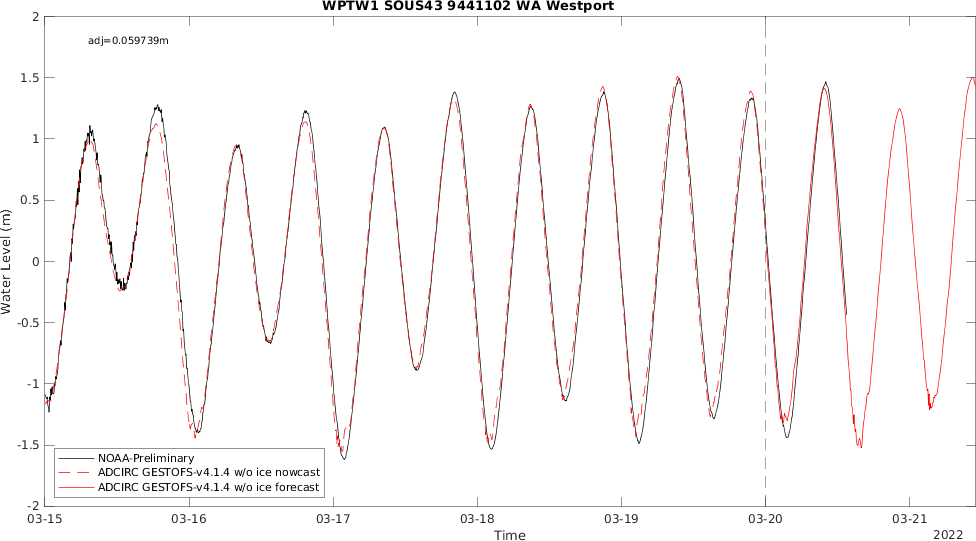 WPTW1 SOUS43 9441102 WA Westport
adj=0.059739m
2
1.5
1
0.5
0
-0.5
-1
-1.5
-2
Water Level (m)
NOAA-Preliminary
ADCIRC GESTOFS-v4.1.4 w/o ice nowcast
ADCIRC GESTOFS-v4.1.4 w/o ice forecast
03-15 03-16 03-17 03-18 03-19 03-20 03-21
Time
2022